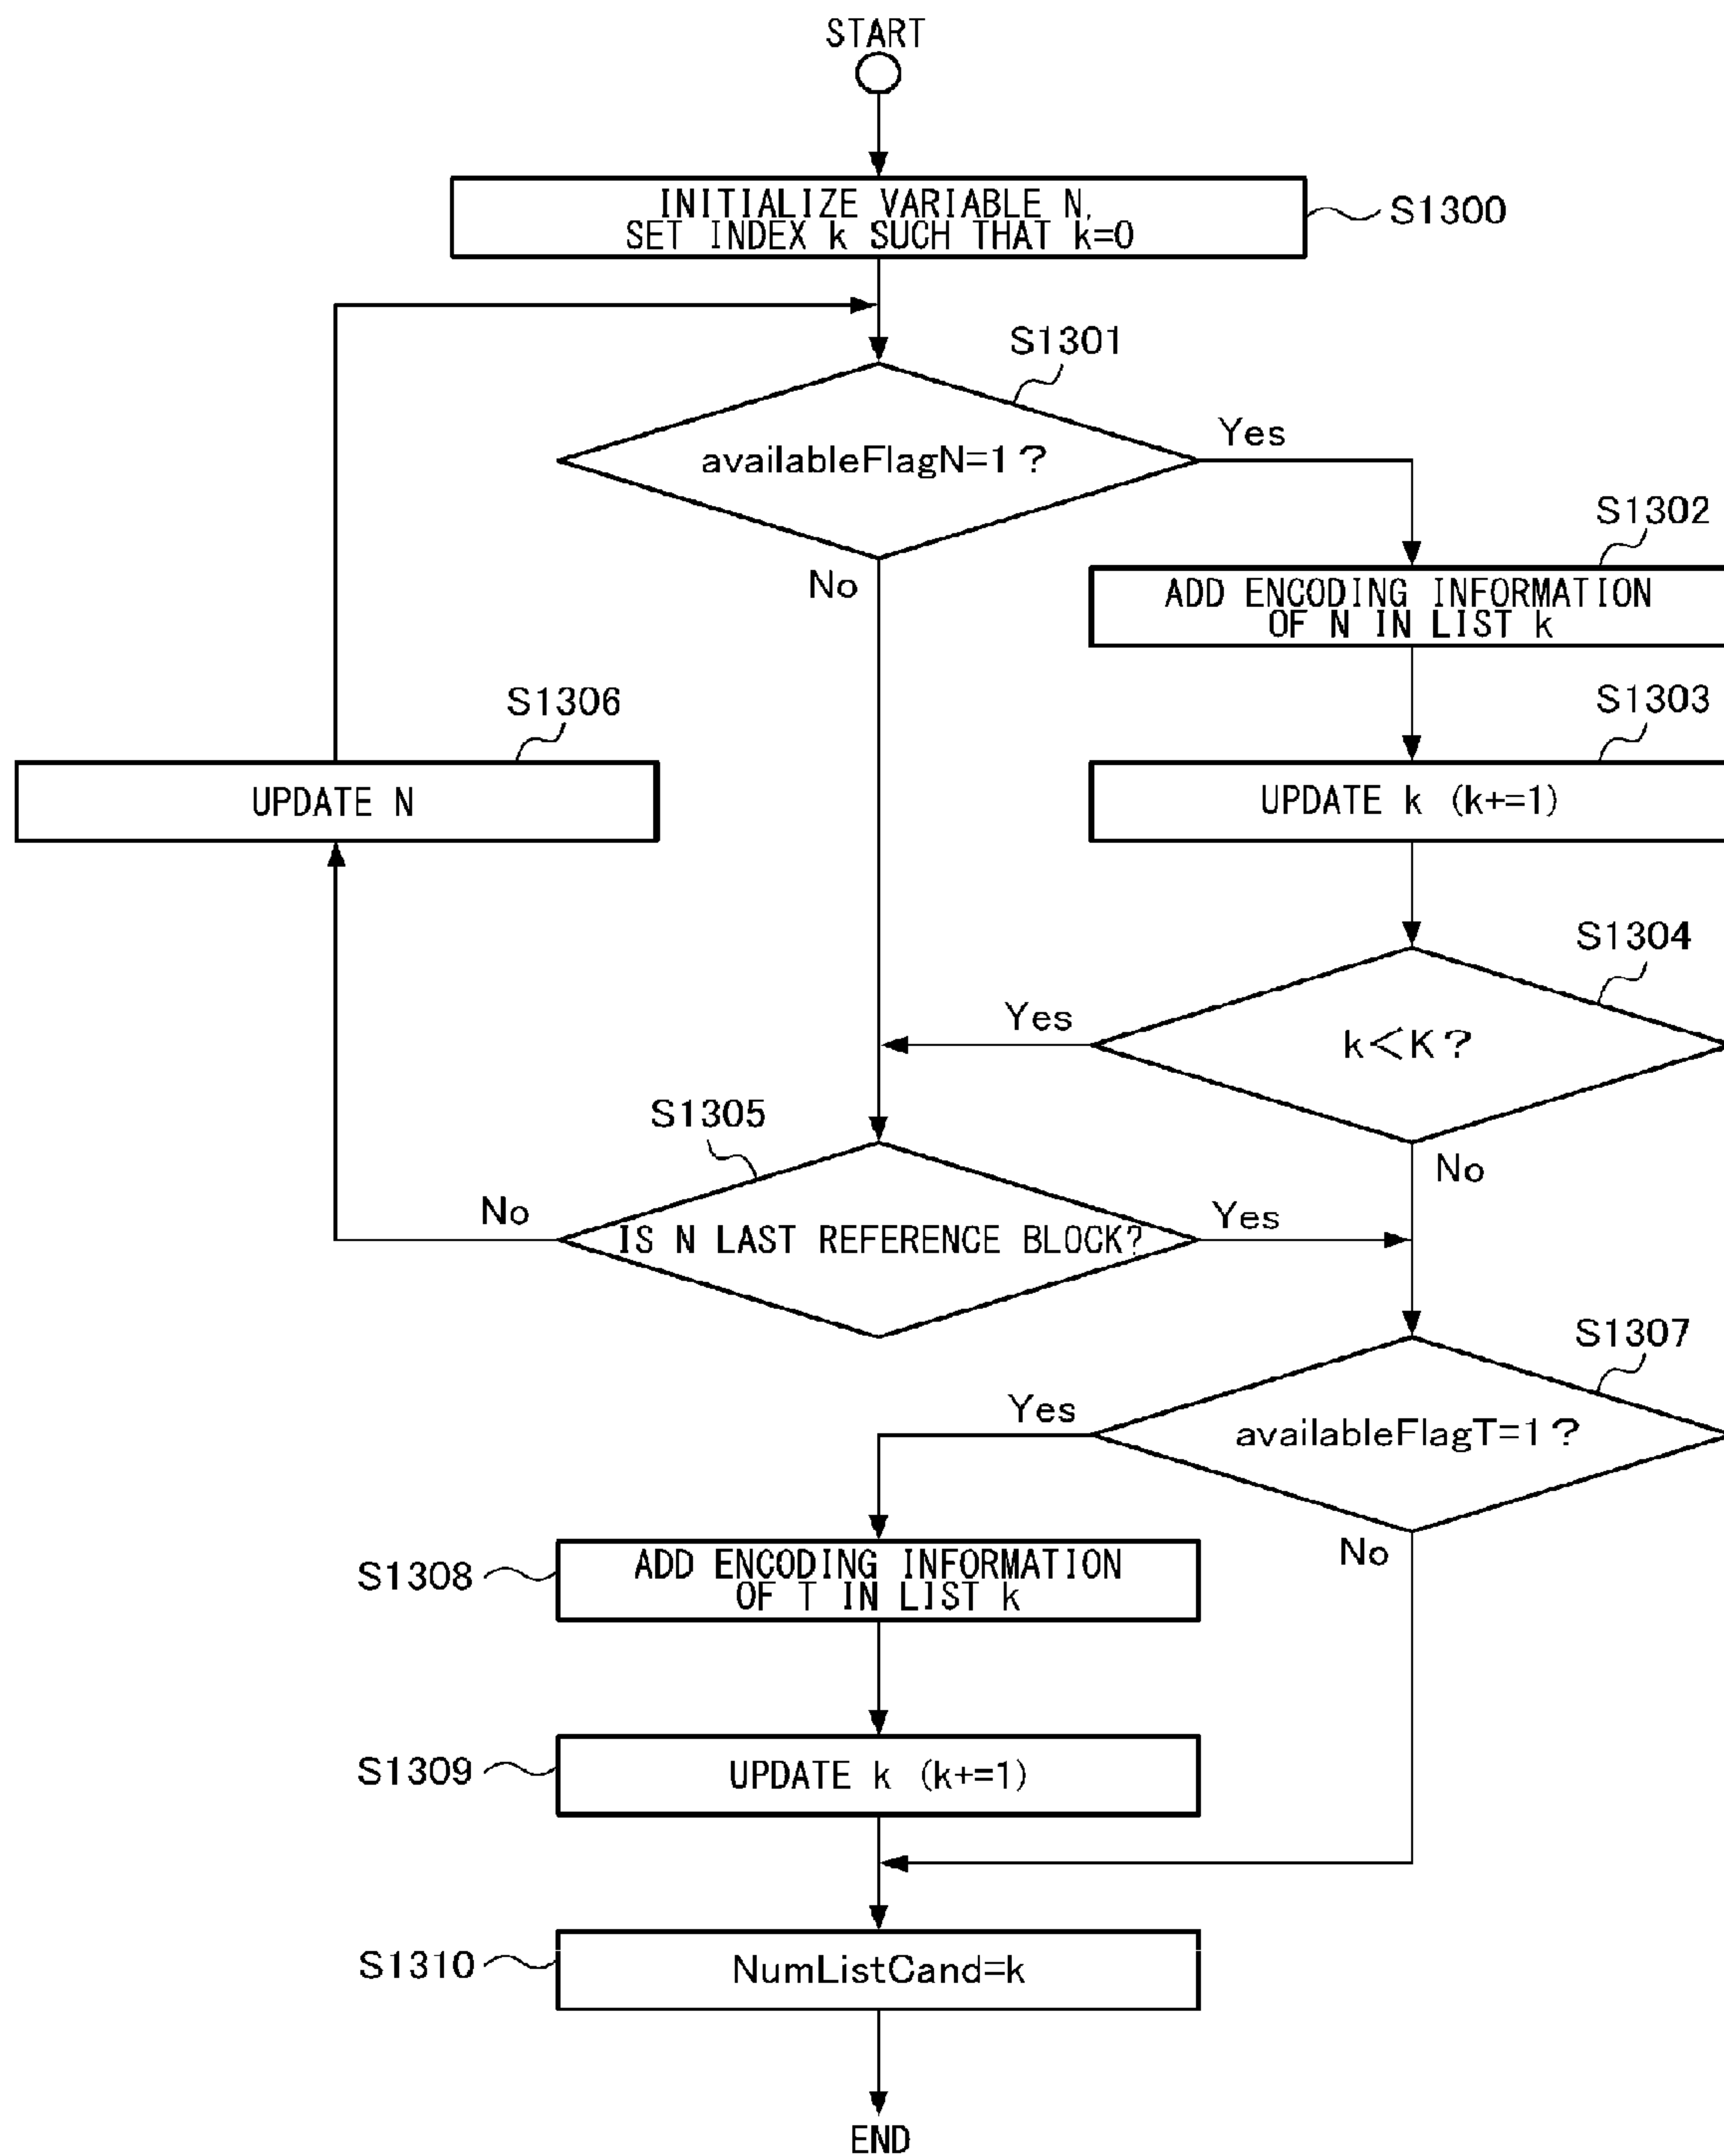 START
INITIALIZE VARIABLE N,
SET INDEX k SUCH THAT k=0
S1300
S1301
availableFlagN=1?
Yes
No
S1302
ADD ENCODING INFORMATION
OF N IN LIST k
S1303
UPDATE k (k+=1)
S1306
UPDATE N
S1304
k<K?
Yes
No
S1305
IS N LAST REFERENCE BLOCK?
No
Yes
S1307
availableFlagT=1?
Yes
No
S1308
ADD ENCODING INFORMATION
OF T IN LIST k
S1309
UPDATE k (k+=1)
S1310
NumListCand=k
END